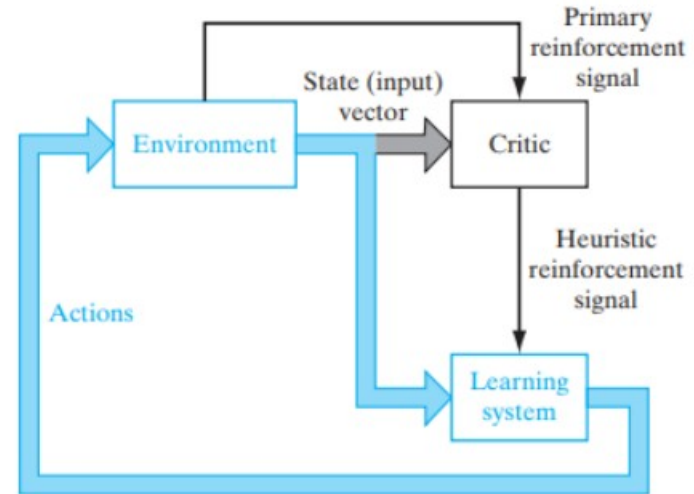 Primary
reinforcement
signal
State (input)
vector
Environment
Critic
Heuristic
reinforcement
signal
Actions
Learning
system